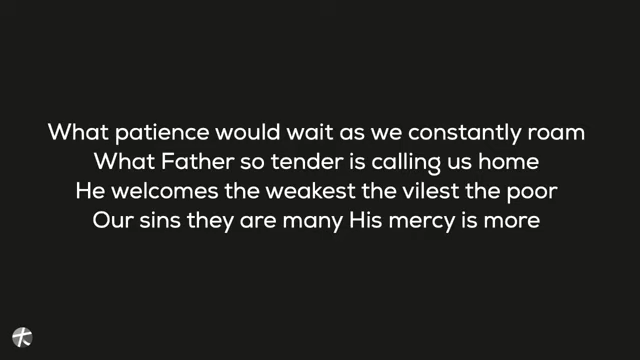 What patience would wait as we constantly roam
What Father so tender is calling us home
He welcomes the weakest the vilest the poor
Our sins they are many His mercy is more